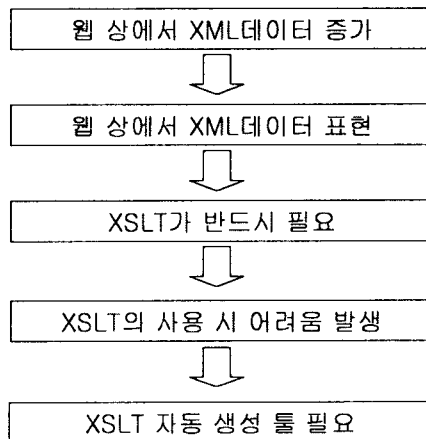 웹 상에서 XML데이터 증가
웹 상에서 XML데이터 표현
XSLT가 반드시 필요
XSLT의 사용 시 어려움 발생
XSLT 자동 생성 툴 필요